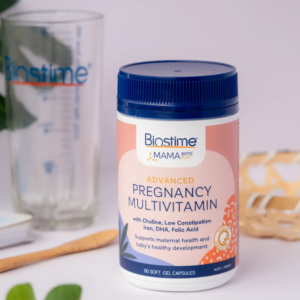 Biostime
Biostime
MAMA
ADVANCED
PREGNANCY
MULTIVITAMIN
with Choline, Low Constipation
Iron, DHA, Folic Acid
Supports maternal health and
baby's healthy development
90 SOFT GEL CAPSULES